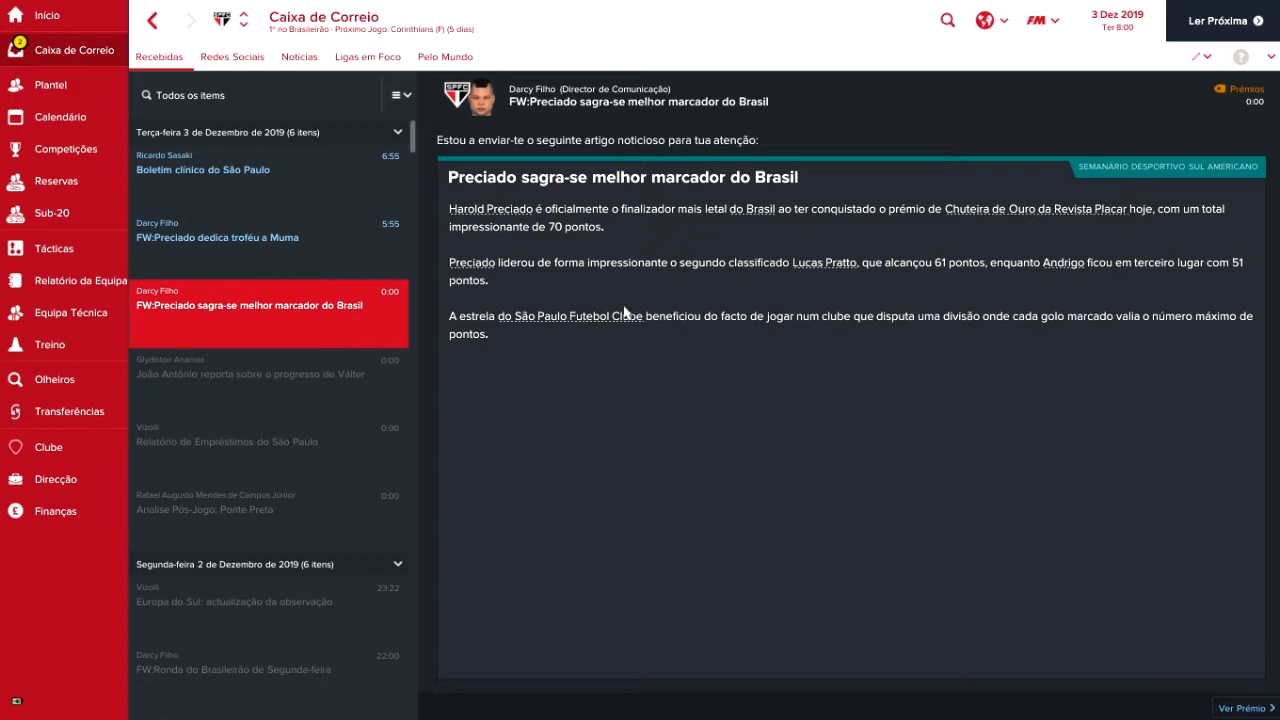 Início
2
Caixa de Correio
Plantel
Calendário
Competições
Reservas
Sub-20
Tácticas
Relatório da Equipa
Equipa Técnica
Treino
Olheiros
Transferências
Clube
Direcção
Finanças
Caixa de Correio
1º no Brasileirão - Próximo Jogo: Corinthians (F) (5 dias)
FM
3 Dez 2019
Ter 8:00
Ler Próxima
Recebidas
Redes Sociais
Notícias
Ligas em Foco
Pelo Mundo
Todos os items
Terça-feira 3 de Dezembro de 2019 (6 itens)
Ricardo Sasaki 6:55
Boletim clínico do São Paulo
Darcy Filho 5:55
FW:Preciado dedica troféu a Muma
Darcy Filho 0:00
FW:Preciado sagra-se melhor marcador do Brasil
Glydiston Ananias 0:00
João António reporta sobre o progresso de Válter
Vizolli 0:00
Relatório de Empréstimos do São Paulo
Rafael Augusto Mendes de Campos Júnior 0:00
Analise Pós-Jogo: Ponte Preta
Segunda-feira 2 de Dezembro de 2019 (6 itens)
Vizolli 23:22
Europa do Sul: actualização da observação
Darcy Filho 22:00
FW:Ronda do Brasileirão de Segunda-feira
SPFC
Darcy Filho (Director de Comunicação)
FW:Preciado sagra-se melhor marcador do Brasil
Prémios
0:00
Estou a enviar-te o seguinte artigo noticioso para tua atenção:
SEMANÁRIO DESPORTIVO SUL AMERICANO
Preciado sagra-se melhor marcador do Brasil
Harold Preciado é oficialmente o finalizador mais letal do Brasil ao ter conquistado o prémio de Chuteira de Ouro da Revista Placar hoje, com um total
impressionante de 70 pontos.
Preciado liderou de forma impressionante o segundo classificado Lucas Pratto, que alcançou 61 pontos, enquanto Andrigo ficou em terceiro lugar com 51
pontos.
A estrela do São Paulo Futebol Clube beneficiou do facto de jogar num clube que disputa uma divisão onde cada golo marcado valia o número máximo de
pontos.
Ver Prémio